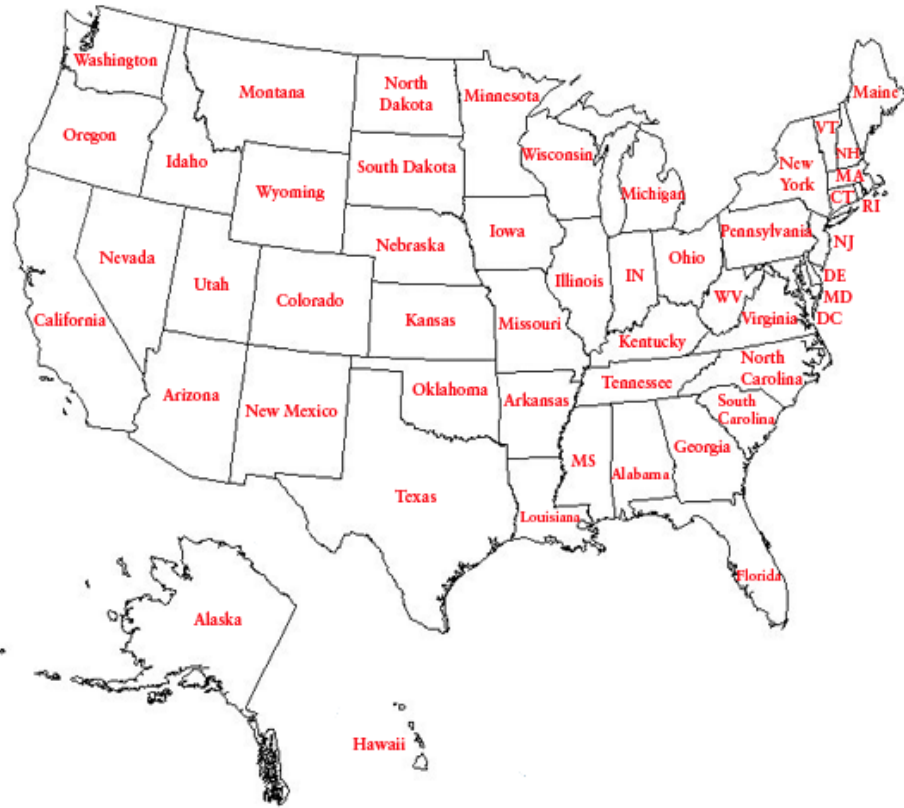 Washington
Montana
North
Dakota
Minnesota
Maine
Oregon
Idaho
VT
NH
South Dakota
Wisconsin
New
York
MA
Wyoming
Michigan
CT
RI
Nebraska
Iowa
Pennsylvania
NJ
Nevada
Ohio
Utah
Illinois
IN
DE
Colorado
WV
MD
California
Kansas
Missouri
Virginia
DC
Kentucky
Arizona
New Mexico
Oklahoma
Arkansas
Tennessee
North
Carolina
South
Carolina
Georgia
MS
Alabama
Texas
Louisiana
Florida
Alaska
Hawaii